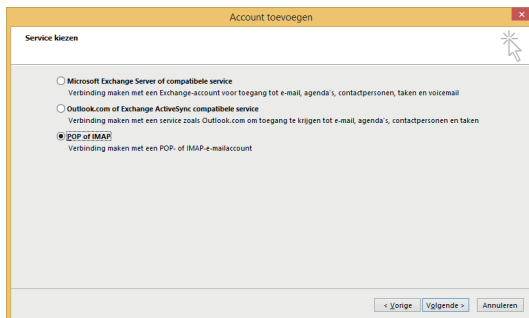 Account toevoegen
Service kiezen
Microsoft Exchange Server of compatibele service
Verbinding maken met een Exchange-account voor toegang tot e-mail, agenda's, contactpersonen, taken en voicemail
Outlook.com of Exchange ActiveSync compatibele service
Verbinding maken met een service zoals Outlook.com om toegang te krijgen tot e-mail, agenda's, contactpersonen en taken
POP of IMAP
Verbinding maken met een POP- of IMAP-e-mailaccount
< Vorige Volgende > Annuleren